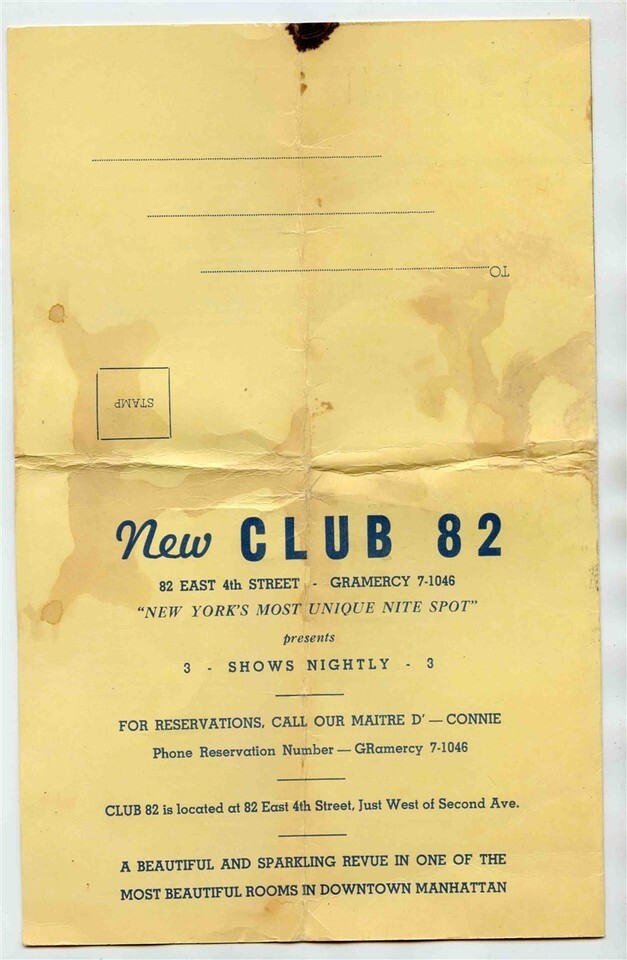 TO
STAMP
New CLUB 82
82 EAST 4th STREET - GRAMERCY 7-1046
"NEW YORK'S MOST UNIQUE NITE SPOT"
presents
3 - SHOWS NIGHTLY - 3
FOR RESERVATIONS, CALL OUR MAITRE D' — CONNIE
Phone Reservation Number — GRamercy 7-1046
CLUB 82 is located at 82 East 4th Street, Just West of Second Ave.
A BEAUTIFUL AND SPARKLING REVUE IN ONE OF THE
MOST BEAUTIFUL ROOMS IN DOWNTOWN MANHATTAN